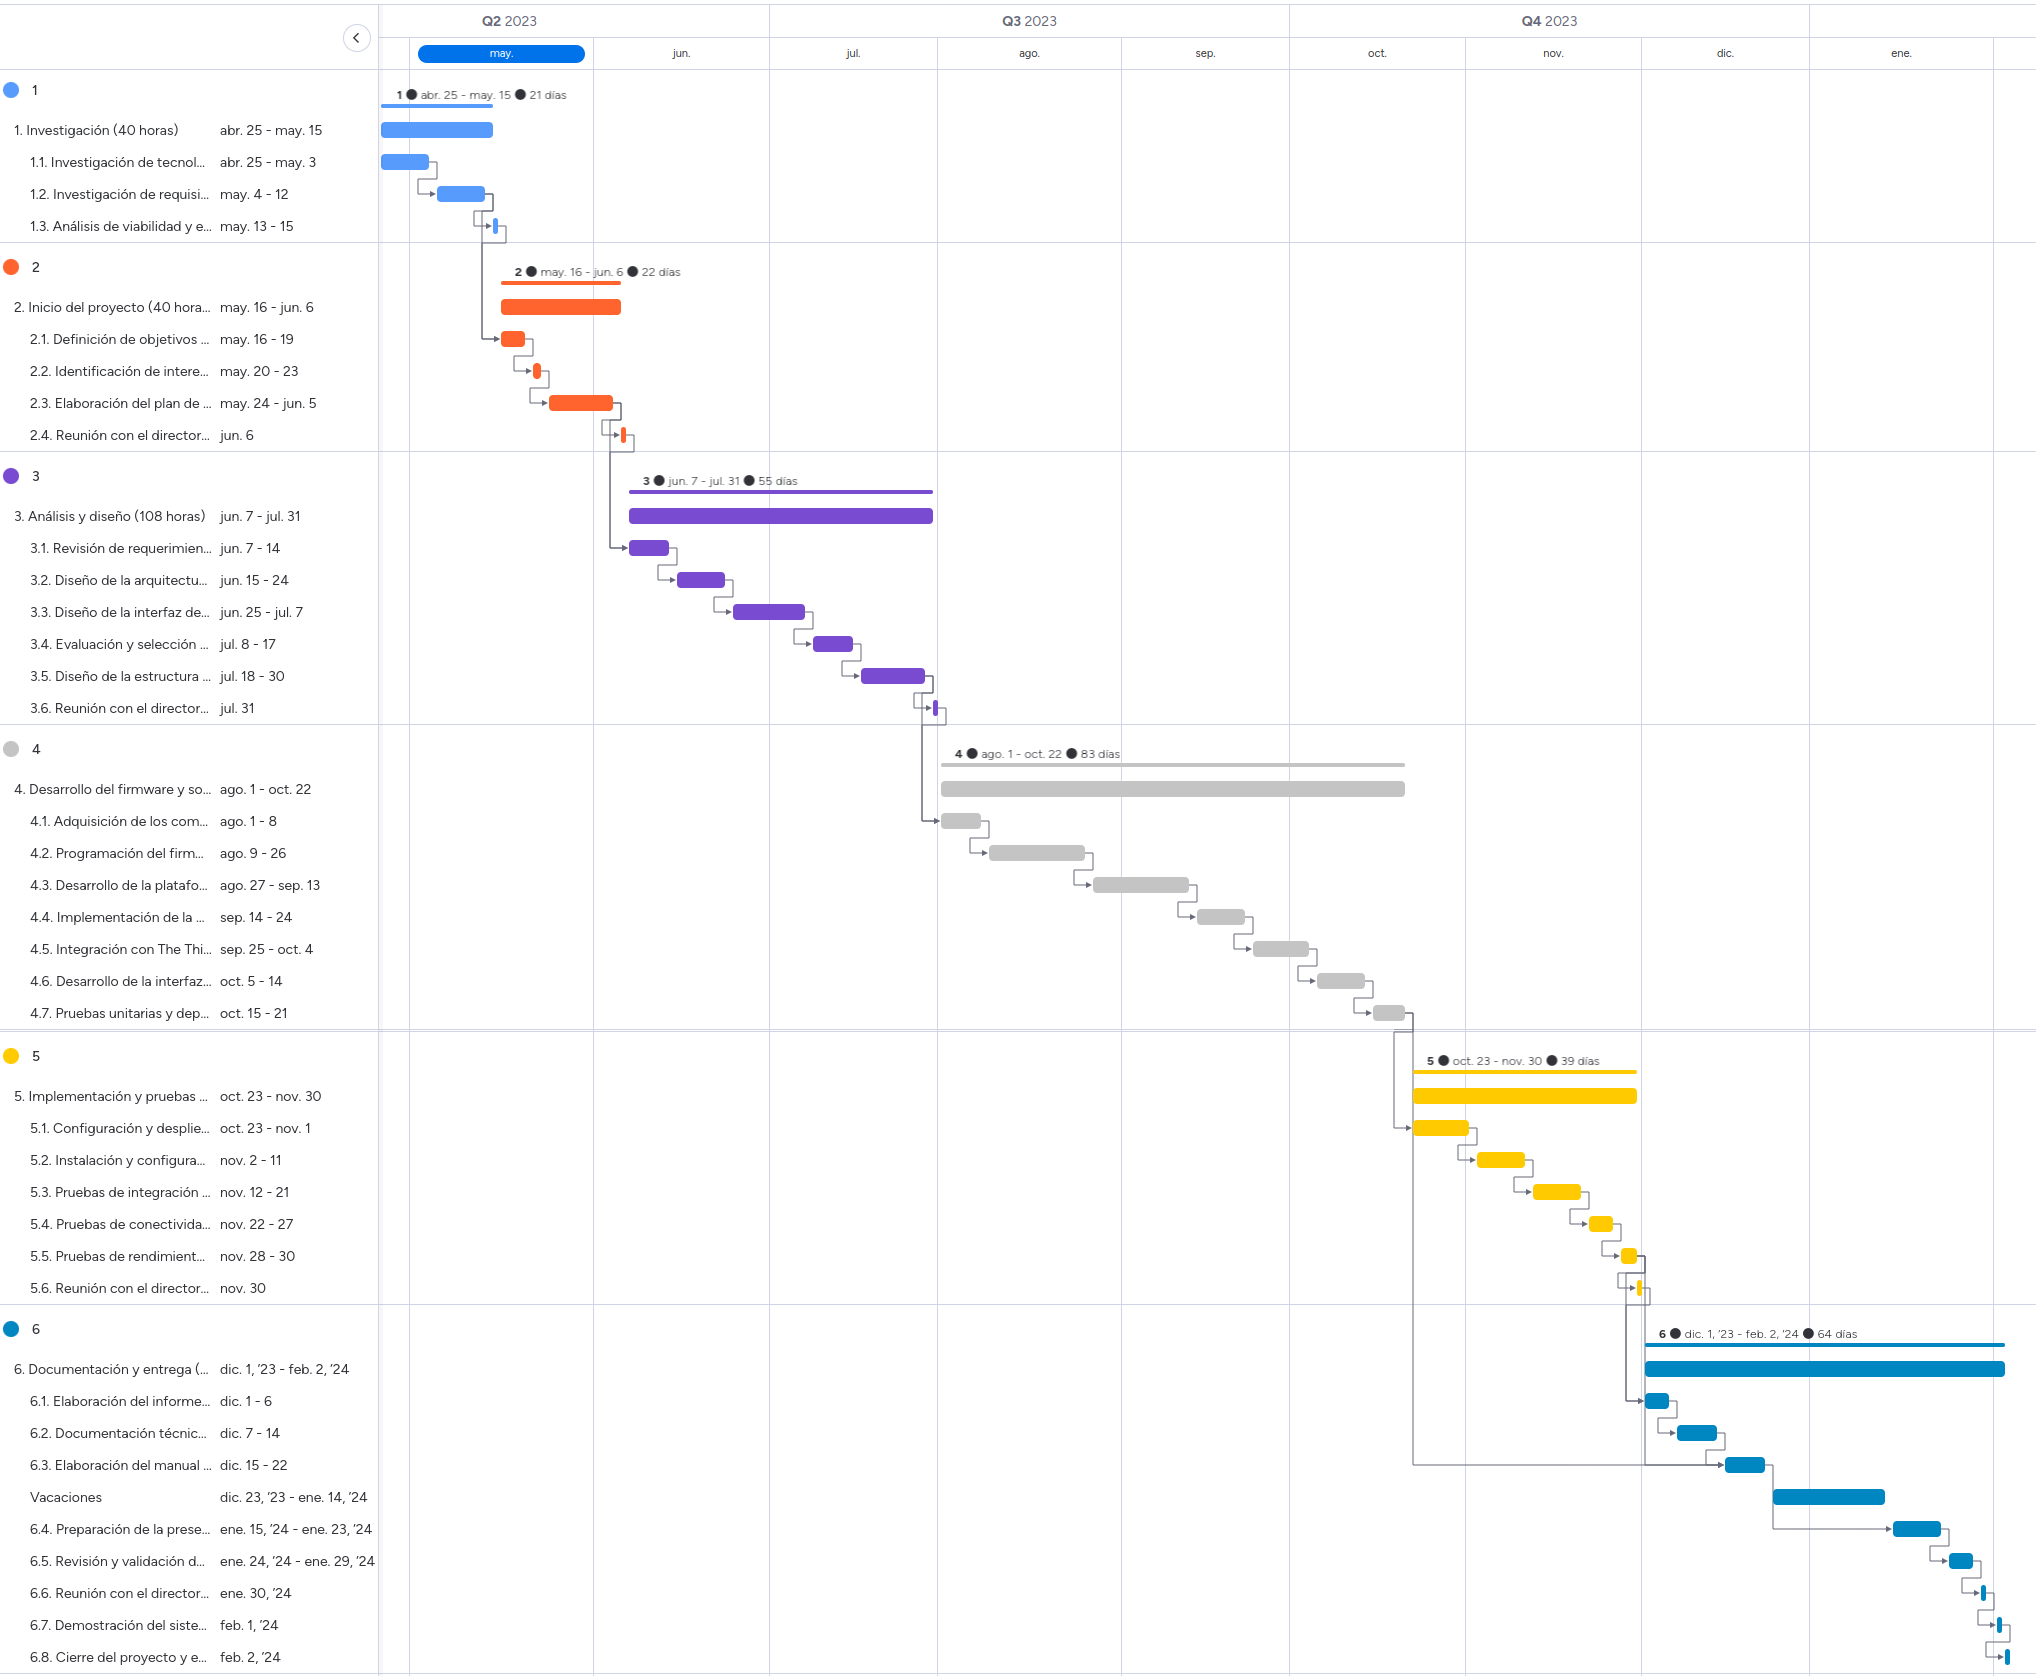 Q2 2023 Q3 2023 Q4 2023
may. jun. jul. ago. sep. oct. nov. dic. ene.
1
1 ● abr. 25 - may. 15 ● 21 días
1. Investigación (40 horas) abr. 25 - may. 15
1.1. Investigación de tecnol... abr. 25 - may. 3
1.2. Investigación de requisi... may. 4 - 12
1.3. Análisis de viabilidad y e... may. 13 - 15
2
2 ● may. 16 - jun. 6 ● 22 días
2. Inicio del proyecto (40 hora... may. 16 - jun. 6
2.1. Definición de objetivos ... may. 16 - 19
2.2. Identificación de intere... may. 20 - 23
2.3. Elaboración del plan de ... may. 24 - jun. 5
2.4. Reunión con el director... jun. 6
3
3 ● jun. 7 - jul. 31 ● 55 días
3. Análisis y diseño (108 horas) jun. 7 - jul. 31
3.1. Revisión de requerimien... jun. 7 - 14
3.2. Diseño de la arquitectu... jun. 15 - 24
3.3. Diseño de la interfaz de... jun. 25 - jul. 7
3.4. Evaluación y selección ... jul. 8 - 17
3.5. Diseño de la estructura ... jul. 18 - 30
3.6. Reunión con el director... jul. 31
4
4 ● ago. 1 - oct. 22 ● 83 días
4. Desarrollo del firmware y so... ago. 1 - oct. 22
4.1. Adquisición de los com... ago. 1 - 8
4.2. Programación del firm... ago. 9 - 26
4.3. Desarrollo de la platafo... ago. 27 - sep. 13
4.4. Implementación de la ... sep. 14 - 24
4.5. Integración con The Thi... sep. 25 - oct. 4
4.6. Desarrollo de la interfaz... oct. 5 - 14
4.7. Pruebas unitarias y dep... oct. 15 - 21
5
5 ● oct. 23 - nov. 30 ● 39 días
5. Implementación y pruebas ... oct. 23 - nov. 30
5.1. Configuración y desplie... oct. 23 - nov. 1
5.2. Instalación y configura... nov. 2 - 11
5.3. Pruebas de integración ... nov. 12 - 21
5.4. Pruebas de conectivida... nov. 22 - 27
5.5. Pruebas de rendimient... nov. 28 - 30
5.6. Reunión con el director... nov. 30
6
6 ● dic. 1, '23 - feb. 2, '24 ● 64 días
6. Documentación y entrega (... dic. 1, '23 - feb. 2, '24
6.1. Elaboración del informe... dic. 1 - 6
6.2. Documentación técnic... dic. 7 - 14
6.3. Elaboración del manual ... dic. 15 - 22
Vacaciones dic. 23, '23 - ene. 14, '24
6.4. Preparación de la prese... ene. 15, '24 - ene. 23, '24
6.5. Revisión y validación d... ene. 24, '24 - ene. 29, '24
6.6. Reunión con el director... ene. 30, '24
6.7. Demostración del siste... feb. 1, '24
6.8. Cierre del proyecto y e... feb. 2, '24